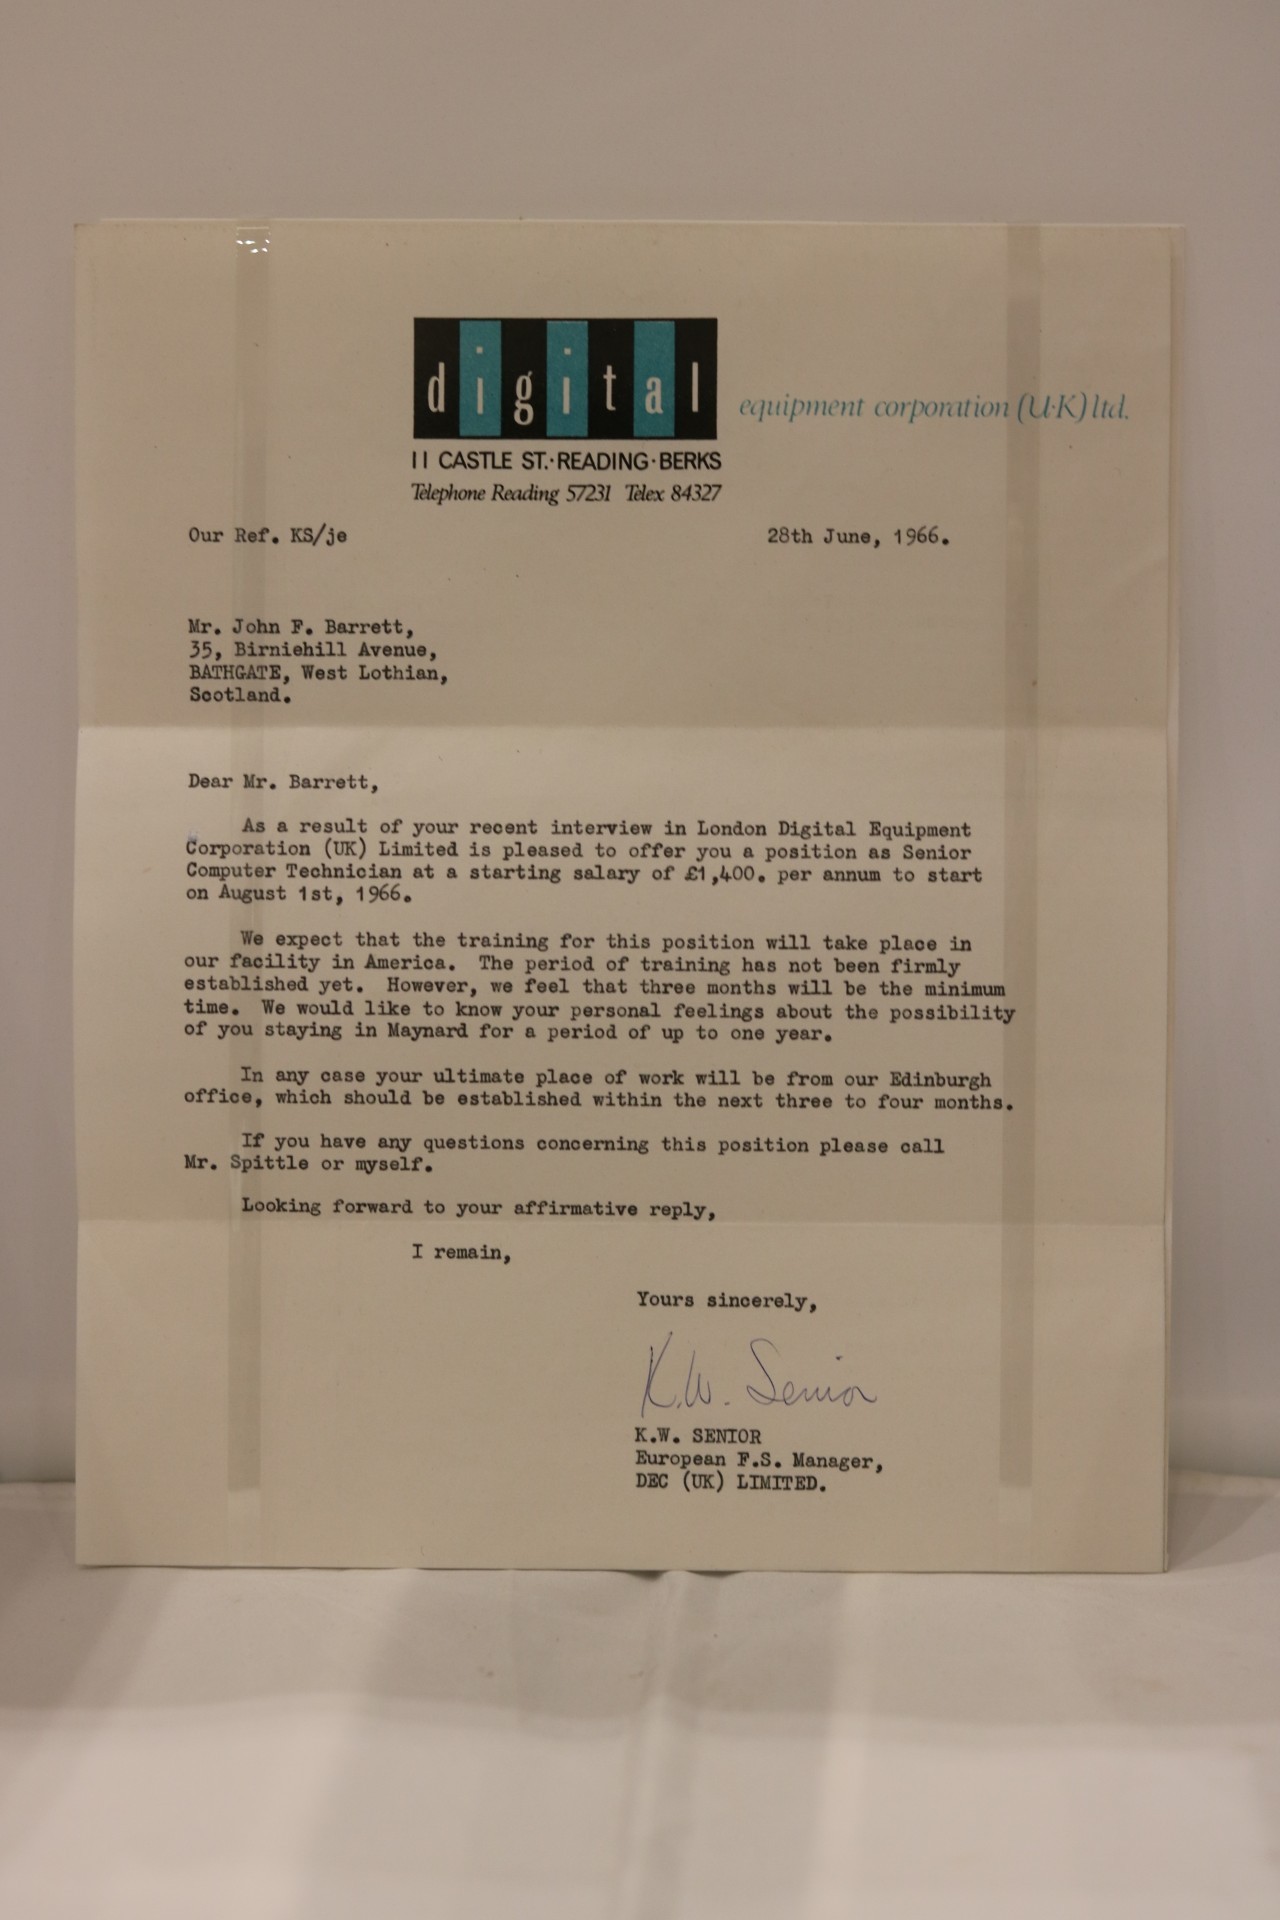 digital equipment corporation (U·K) ltd.
11 CASTLE ST.·READING·BERKS
Telephone Reading 57231 Telex 84327
Our Ref. KS/je 28th June, 1966.
Mr. John F. Barrett,
35, Birniehill Avenue,
BATHGATE, West Lothian,
Scotland.
Dear Mr. Barrett,
As a result of your recent interview in London Digital Equipment
Corporation (UK) Limited is pleased to offer you a position as Senior
Computer Technician at a starting salary of £1,400. per annum to start
on August 1st, 1966.
We expect that the training for this position will take place in
our facility in America. The period of training has not been firmly
established yet. However, we feel that three months will be the minimum
time. We would like to know your personal feelings about the possibility
of you staying in Maynard for a period of up to one year.
In any case your ultimate place of work will be from our Edinburgh
office, which should be established within the next three to four months.
If you have any questions concerning this position please call
Mr. Spittle or myself.
Looking forward to your affirmative reply,
I remain,
Yours sincerely,
K.W. Senior
K.W. SENIOR
European F.S. Manager,
DEC (UK) LIMITED.